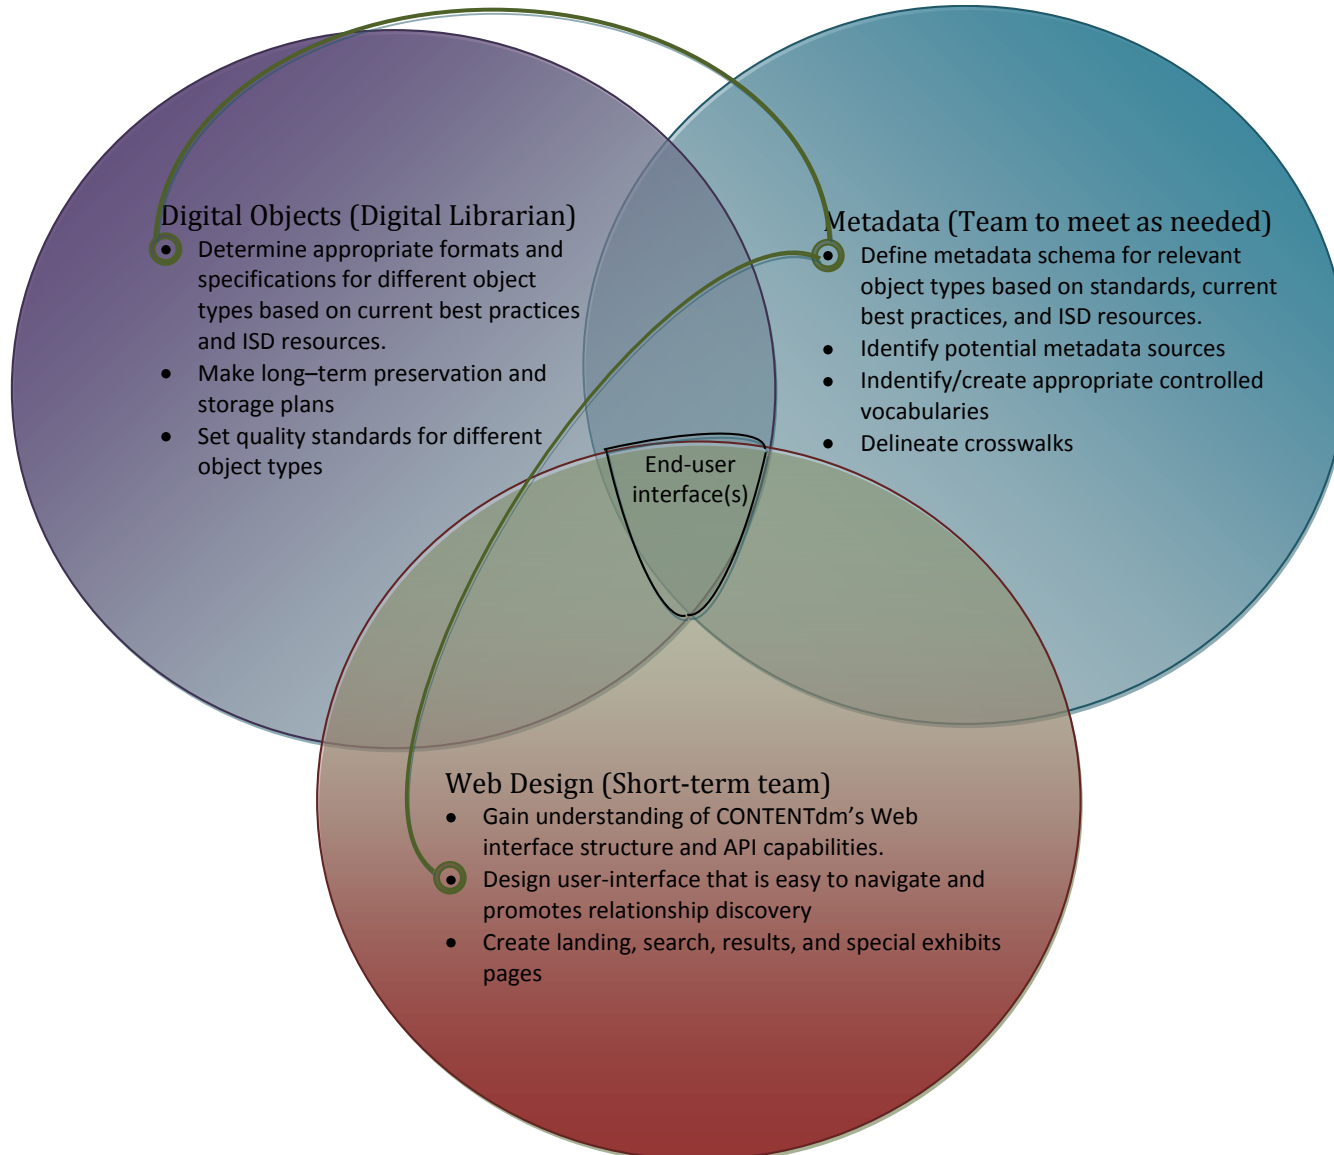 Digital Objects (Digital Librarian)
• Determine appropriate formats and
specifications for different object
types based on current best practices
and ISD resources.
• Make long–term preservation and
storage plans
• Set quality standards for different
object types
Metadata (Team to meet as needed)
• Define metadata schema for relevant
object types based on standards, current
best practices, and ISD resources.
• Identify potential metadata sources
• Indentify/create appropriate controlled
vocabularies
• Delineate crosswalks
End-user
interface(s)
Web Design (Short-term team)
• Gain understanding of CONTENTdm’s Web
interface structure and API capabilities.
• Design user-interface that is easy to navigate and
promotes relationship discovery
• Create landing, search, results, and special exhibits
pages